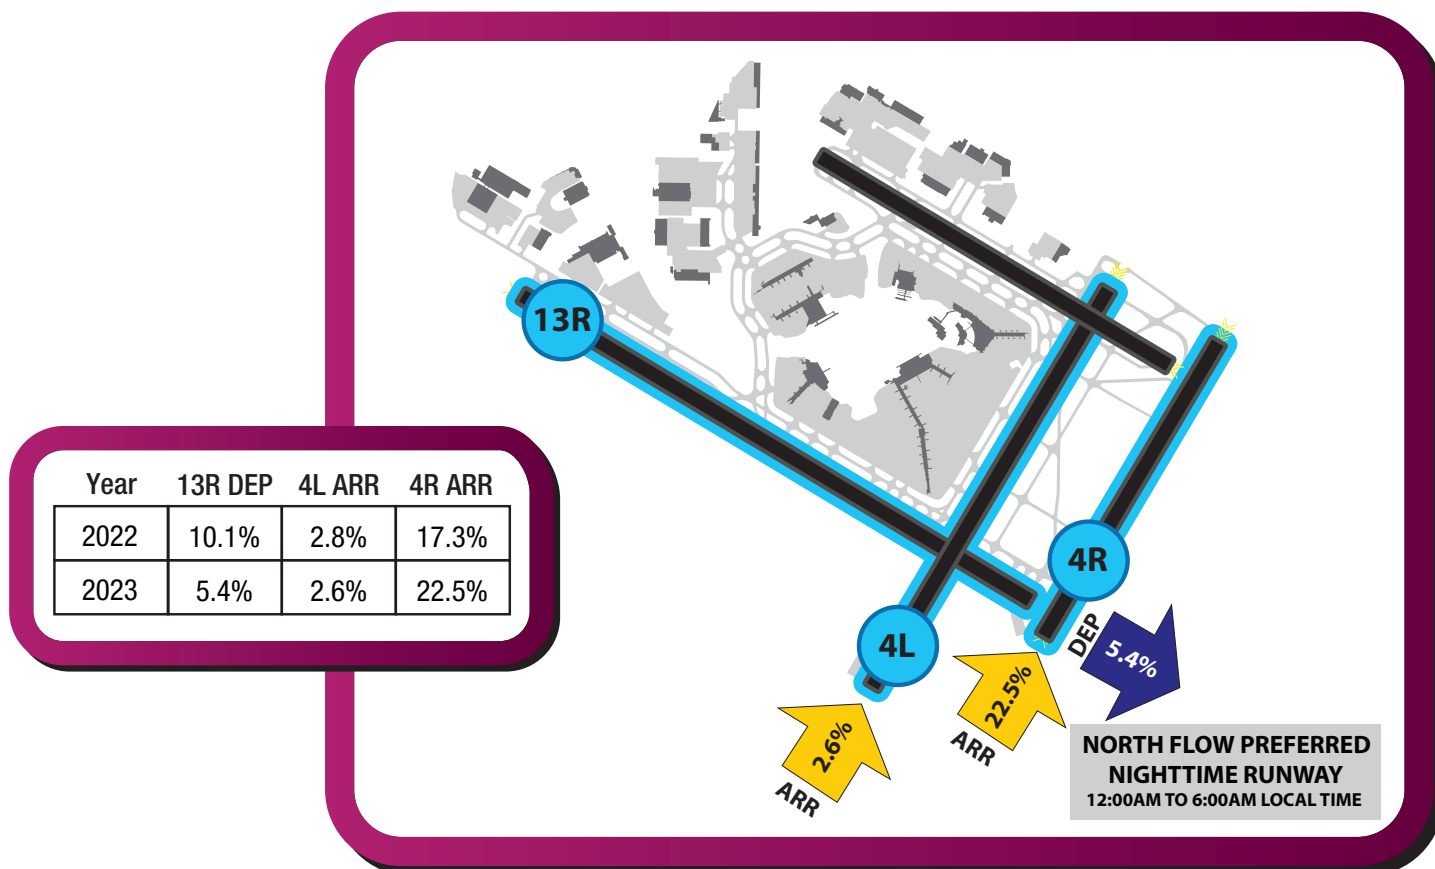 13R
Year 13R DEP 4L ARR 4R ARR
2022 10.1% 2.8% 17.3%
2023 5.4% 2.6% 22.5%
4R
4L
DEP
5.4%
22.5%
ARR
2.6%
ARR
NORTH FLOW PREFERRED
NIGHTTIME RUNWAY
12:00AM TO 6:00AM LOCAL TIME